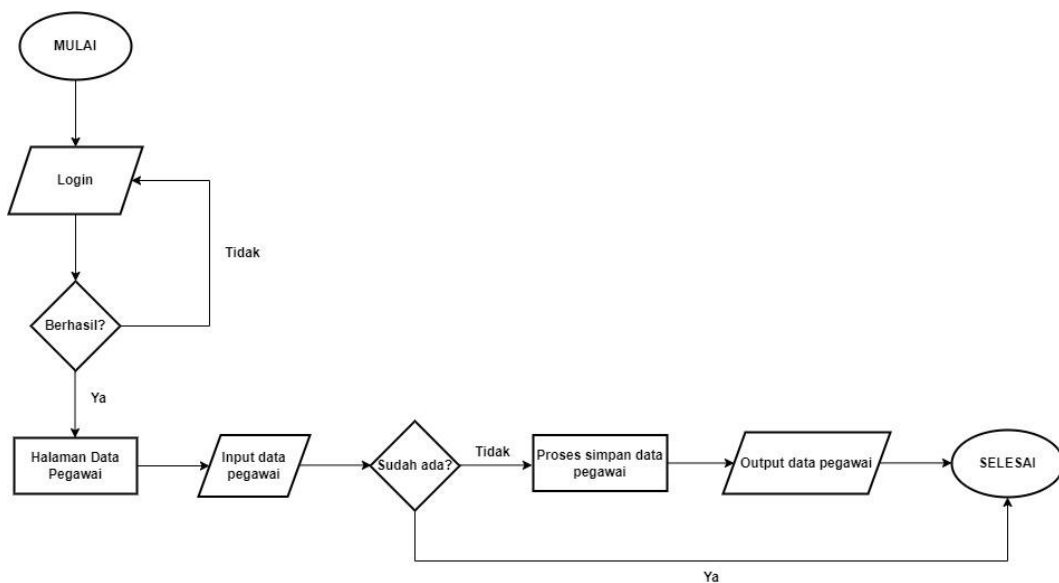 MULAI
Login
Tidak
Berhasil?
Ya
Halaman Data
Pegawai
Input data
pegawai
Sudah ada?
Tidak
Proses simpan data
pegawai
Output data pegawai
SELESAI
Ya